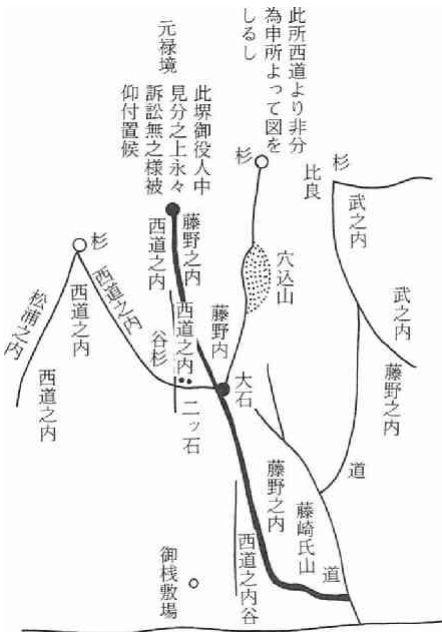 此所西道より非分
為申所よって図を
しるし
元禄境
此堺御役人中
見分之上永々
訴訟無之様被
仰付置候
杉
杉
比良
武之内
武之内
藤野之内
穴込山
藤野之内
西道之内
杉
西道之内
西道之内
松浦之内
西道之内
谷杉
西道之内
藤野内
大石
二ッ石
道
藤野之内
藤崎氏山
西道之内谷
道
御桟敷場